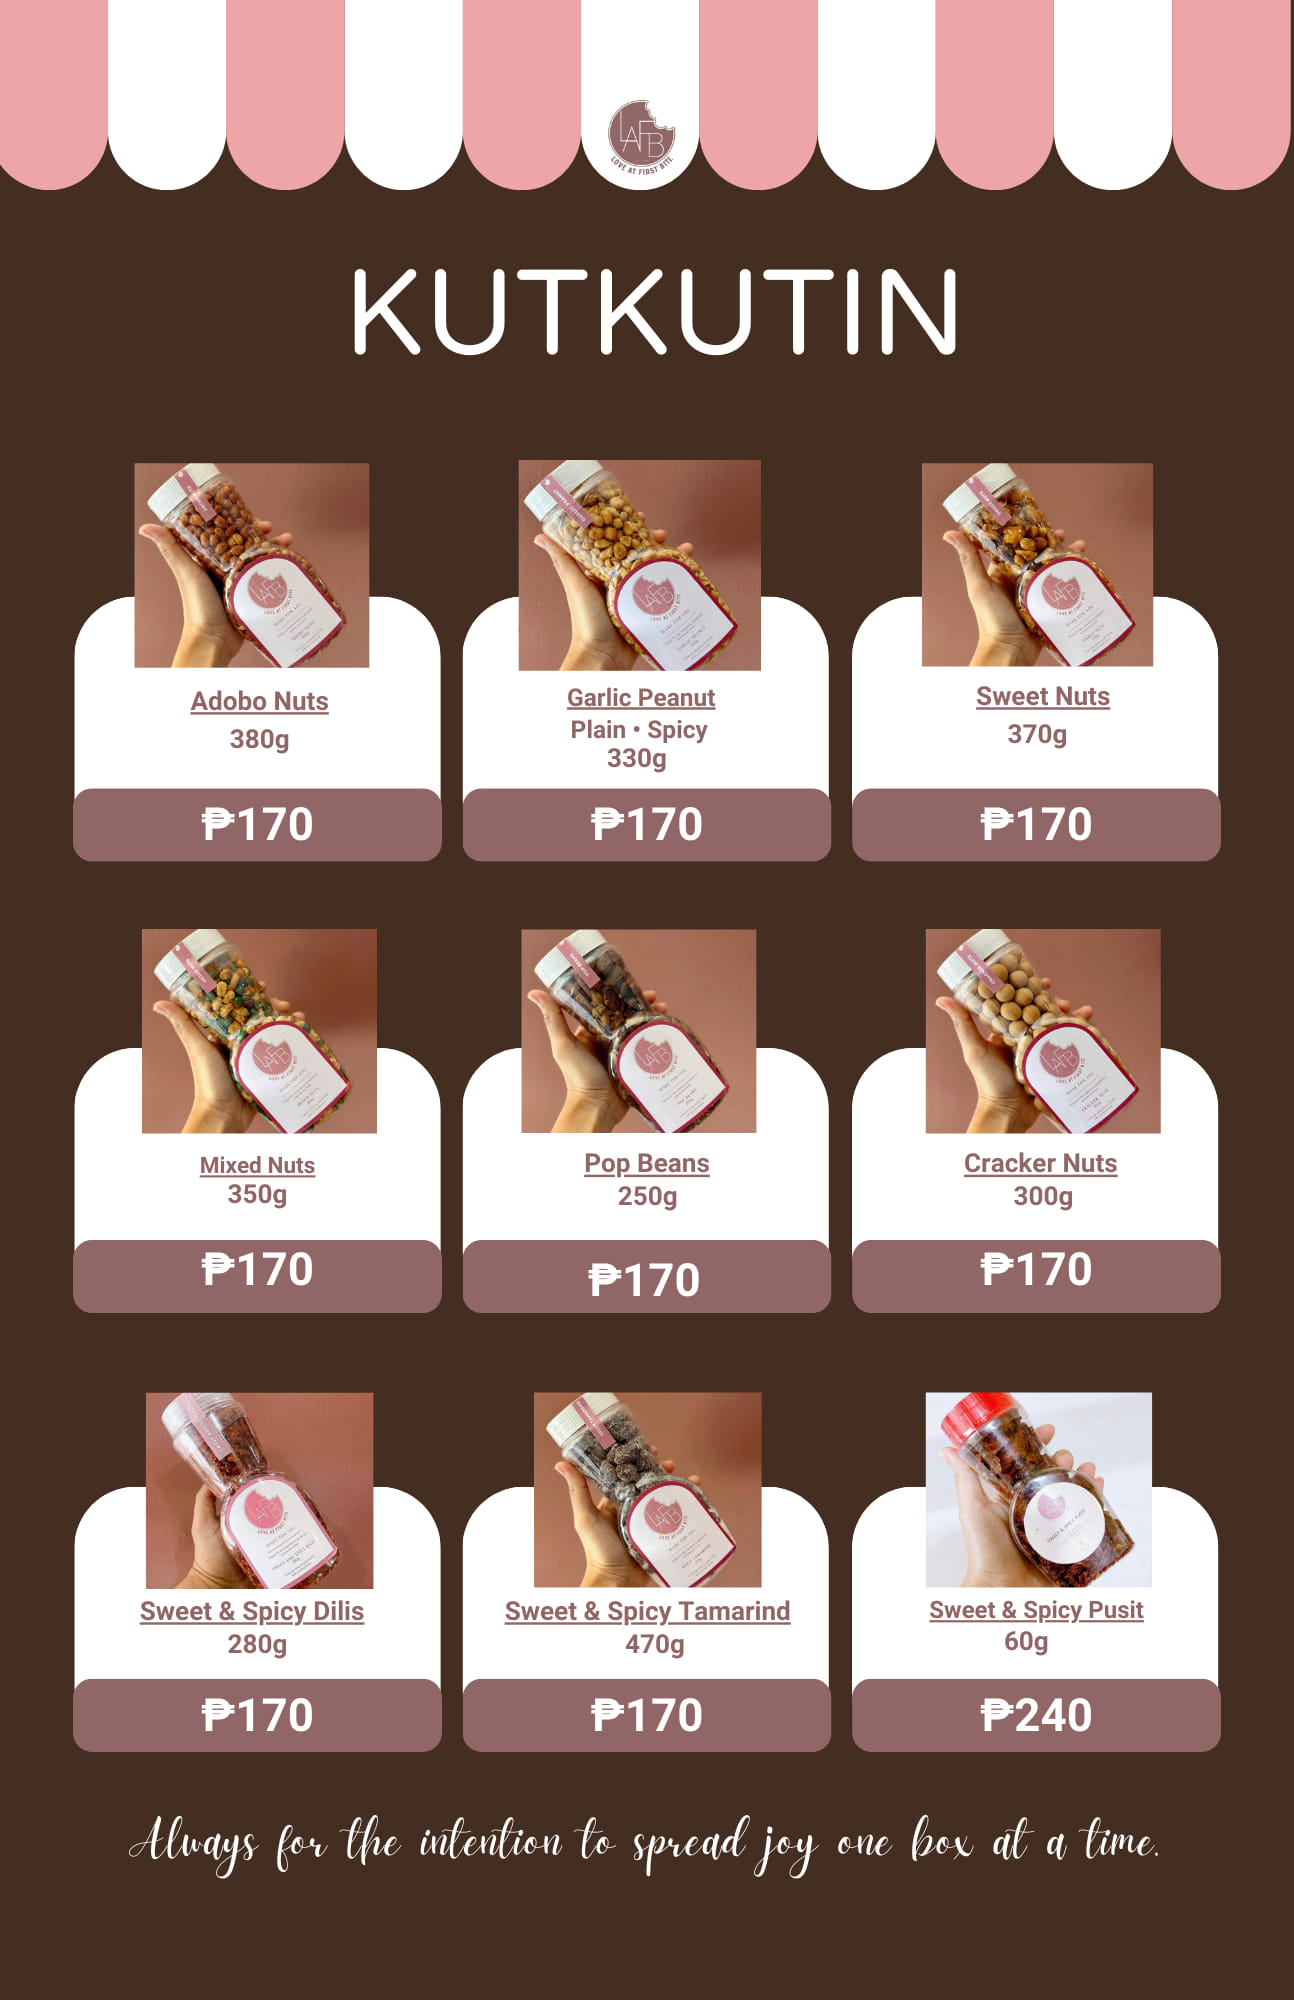 LAFB
LOVE AT FIRST BITE
KUTKUTIN
Adobo Nuts
380g
₱170
Garlic Peanut
Plain • Spicy
330g
₱170
Sweet Nuts
370g
₱170
Mixed Nuts
350g
₱170
Pop Beans
250g
₱170
Cracker Nuts
300g
₱170
Sweet & Spicy Dilis
280g
₱170
Sweet & Spicy Tamarind
470g
₱170
Sweet & Spicy Pusit
60g
₱240
Always for the intention to spread joy one box at a time.